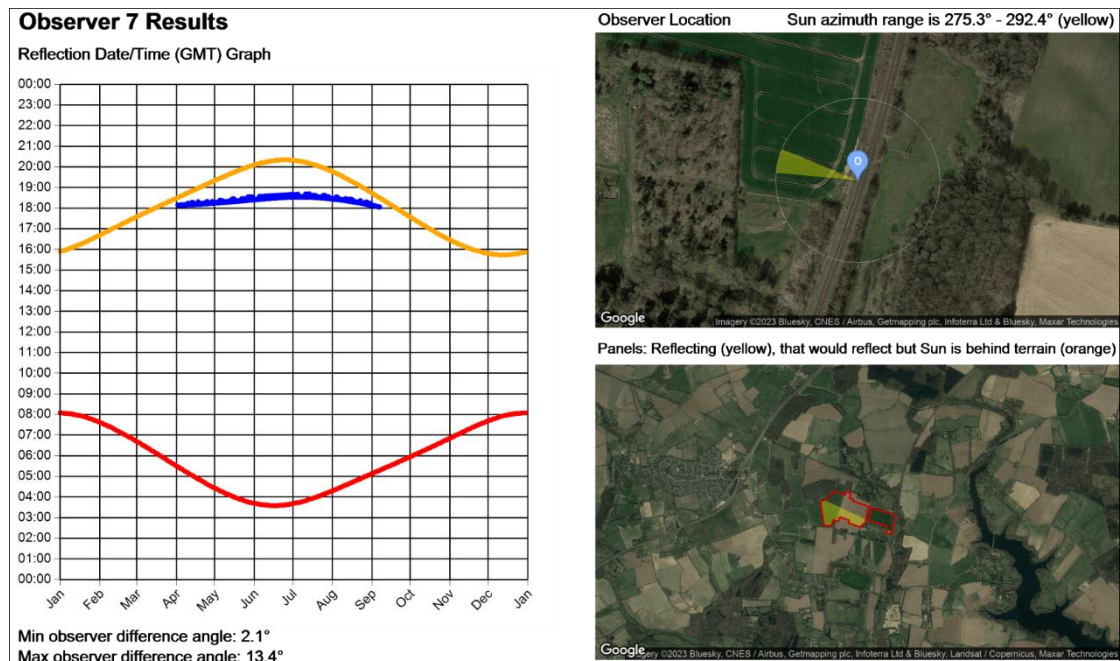 Observer 7 Results
Reflection Date/Time (GMT) Graph
00:00
23:00
22:00
21:00
20:00
19:00
18:00
17:00
16:00
15:00
14:00
13:00
12:00
11:00
10:00
09:00
08:00
07:00
06:00
05:00
04:00
03:00
02:00
01:00
00:00
Jan Feb Mar Apr May Jun Jul Aug Sep Oct Nov Dec Jan
Min observer difference angle: 2.1°
Max observer difference angle: 13.4°
Observer Location Sun azimuth range is 275.3° - 292.4° (yellow)
O
Google Imagery ©2023 Bluesky, CNES / Airbus, Getmapping plc, Infoterra Ltd & Bluesky, Maxar Technologies
Panels: Reflecting (yellow), that would reflect but Sun is behind terrain (orange)
Google ery ©2023 Bluesky, CNES / Airbus, Getmapping plc, Infoterra Ltd & Bluesky, Landsat / Copernicus, Maxar Technologies